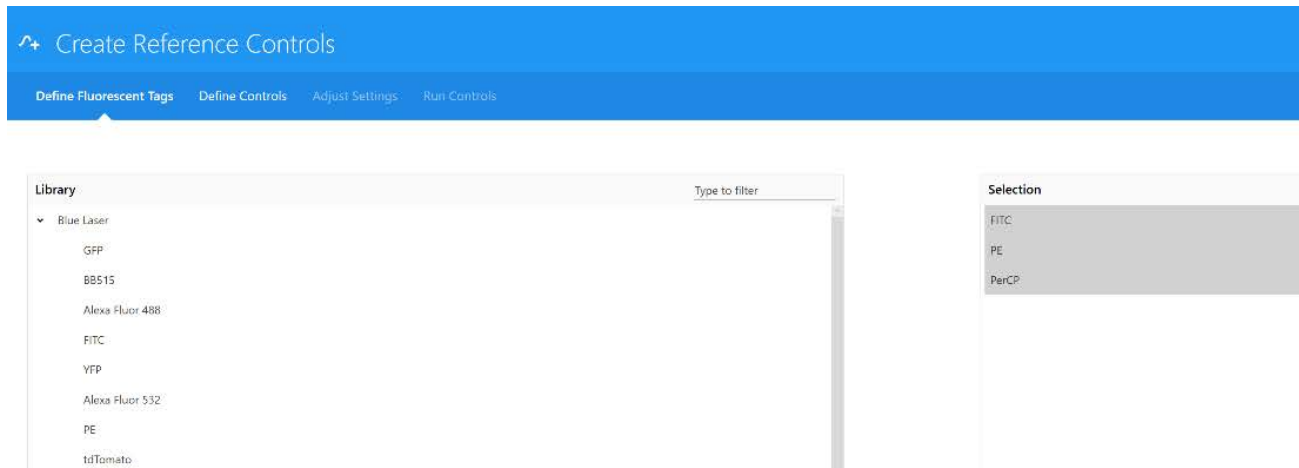 Create Reference Controls
Define Fluorescent Tags Define Controls Adjust Settings Run Controls
Library Type to filter
Blue Laser
GFP
BB515
Alexa Fluor 488
FITC
YFP
Alexa Fluor 532
PE
tdTomato
Selection
FITC
PE
PerCP